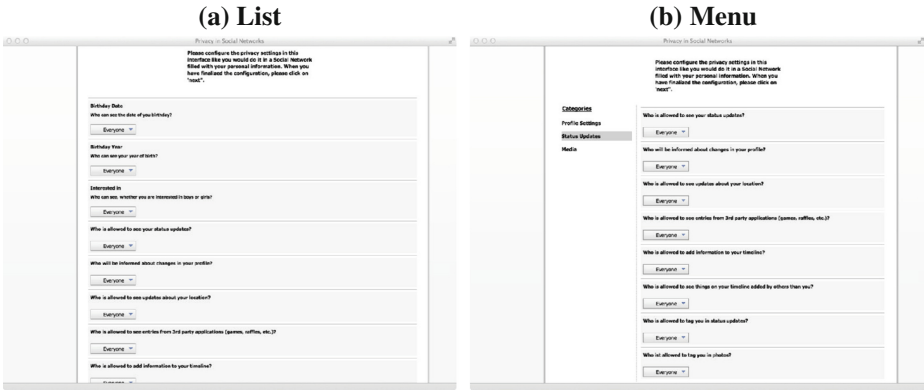 (a) List
Privacy in Social Networks
Please configure the privacy settings in this
interface like you would do it in a Social Network
filled with your personal information. When you
have finalized the configuration, please click on
"next".
Birthday Date
Who can see the date of you birthday?
Everyone
Birthday Year
Who can see your year of birth?
Everyone
Interested in
Who can see, whether you are interested in boys or girls?
Everyone
Who is allowed to see your status updates?
Everyone
Who will be informed about changes in your profile?
Everyone
Who is allowed to see updates about your location?
Everyone
Who is allowed to see entries from 3rd party applications (games, raffles, etc.)?
Everyone
Who is allowed to add information to your timeline?
Everyone
(b) Menu
Privacy in Social Networks
Please configure the privacy settings in this
interface like you would do it in a Social Network
filled with your personal information. When you
have finalized the configuration, please click on
"next".
Categories
Profile Settings
Status Updates
Media
Who is allowed to see your status updates?
Everyone
Who will be informed about changes in your profile?
Everyone
Who is allowed to see updates about your location?
Everyone
Who is allowed to see entries from 3rd party applications (games, raffles, etc.)?
Everyone
Who is allowed to add information to your timeline?
Everyone
Who is allowed to see things on your timeline added by others than you?
Everyone
Who is allowed to tag you in status updates?
Everyone
Who ist allowed to tag you in photos?
Everyone